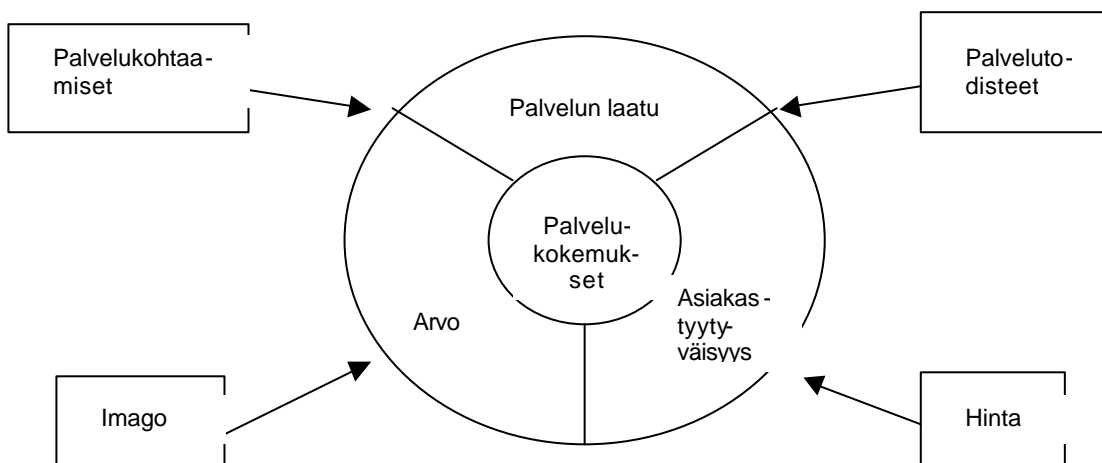 Palvelukohtaa-
miset
Palveluto-
disteet
Palvelun laatu
Palvelu-
kokemuk-
set
Arvo
Asiakas-
tyyty-
väisyys
Imago
Hinta